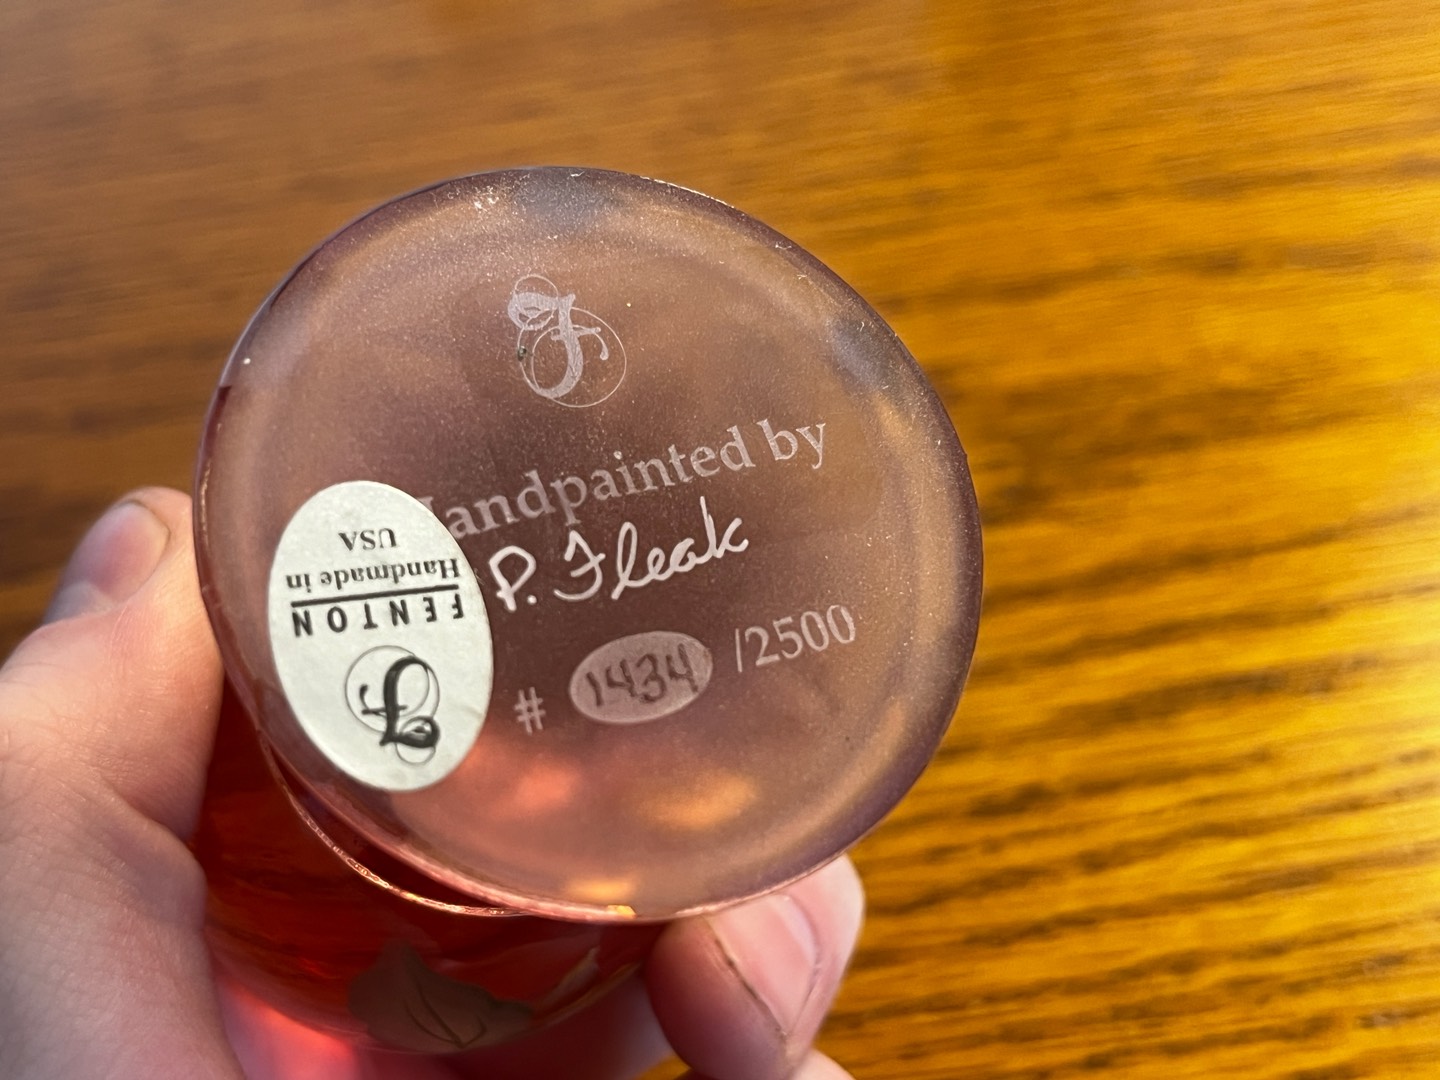 Handpainted by
P. Fleak
# 1434 /2500
FENTON
Handmade in
USA